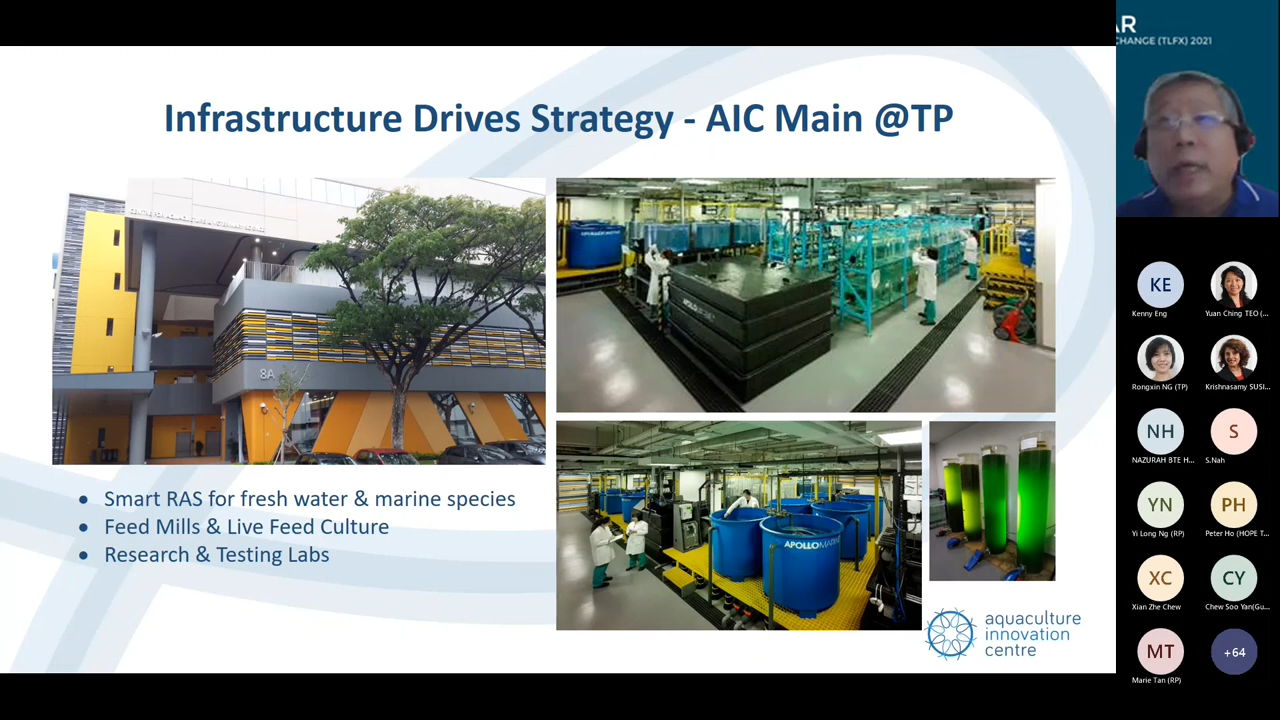 Infrastructure Drives Strategy - AIC Main @TP
8A
APOLLO
APOLLO
● Smart RAS for fresh water & marine species
● Feed Mills & Live Feed Culture
● Research & Testing Labs
aquaculture
innovation
centre
AR
CHANGE (TLFX) 2021
KE
Kenny Eng
Yuan Ching TEO (...
Rongxin NG (TP)
Krishnasamy SUSI...
NH
NAZURAH BTE H...
S
S.Nah
YN
Yi Long Ng (RP)
PH
Peter Ho (HOPE T...
XC
Xian Zhe Chew
CY
Chew Soo Yan(Gu...
MT
Marie Tan (RP)
+64